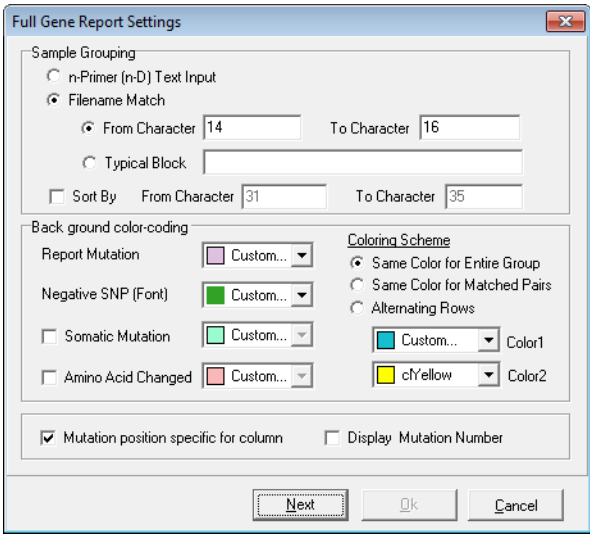 Full Gene Report Settings
Sample Grouping
n-Primer (n-D) Text Input
Filename Match
From Character 14 To Character 16
Typical Block
Sort By From Character 31 To Character 35
Back ground color-coding
Report Mutation Custom...
Negative SNP (Font) Custom...
Somatic Mutation Custom...
Amino Acid Changed Custom...
Coloring Scheme
Same Color for Entire Group
Same Color for Matched Pairs
Alternating Rows
Custom... Color1
clYellow Color2
Mutation position specific for column Display Mutation Number
Next Ok Cancel